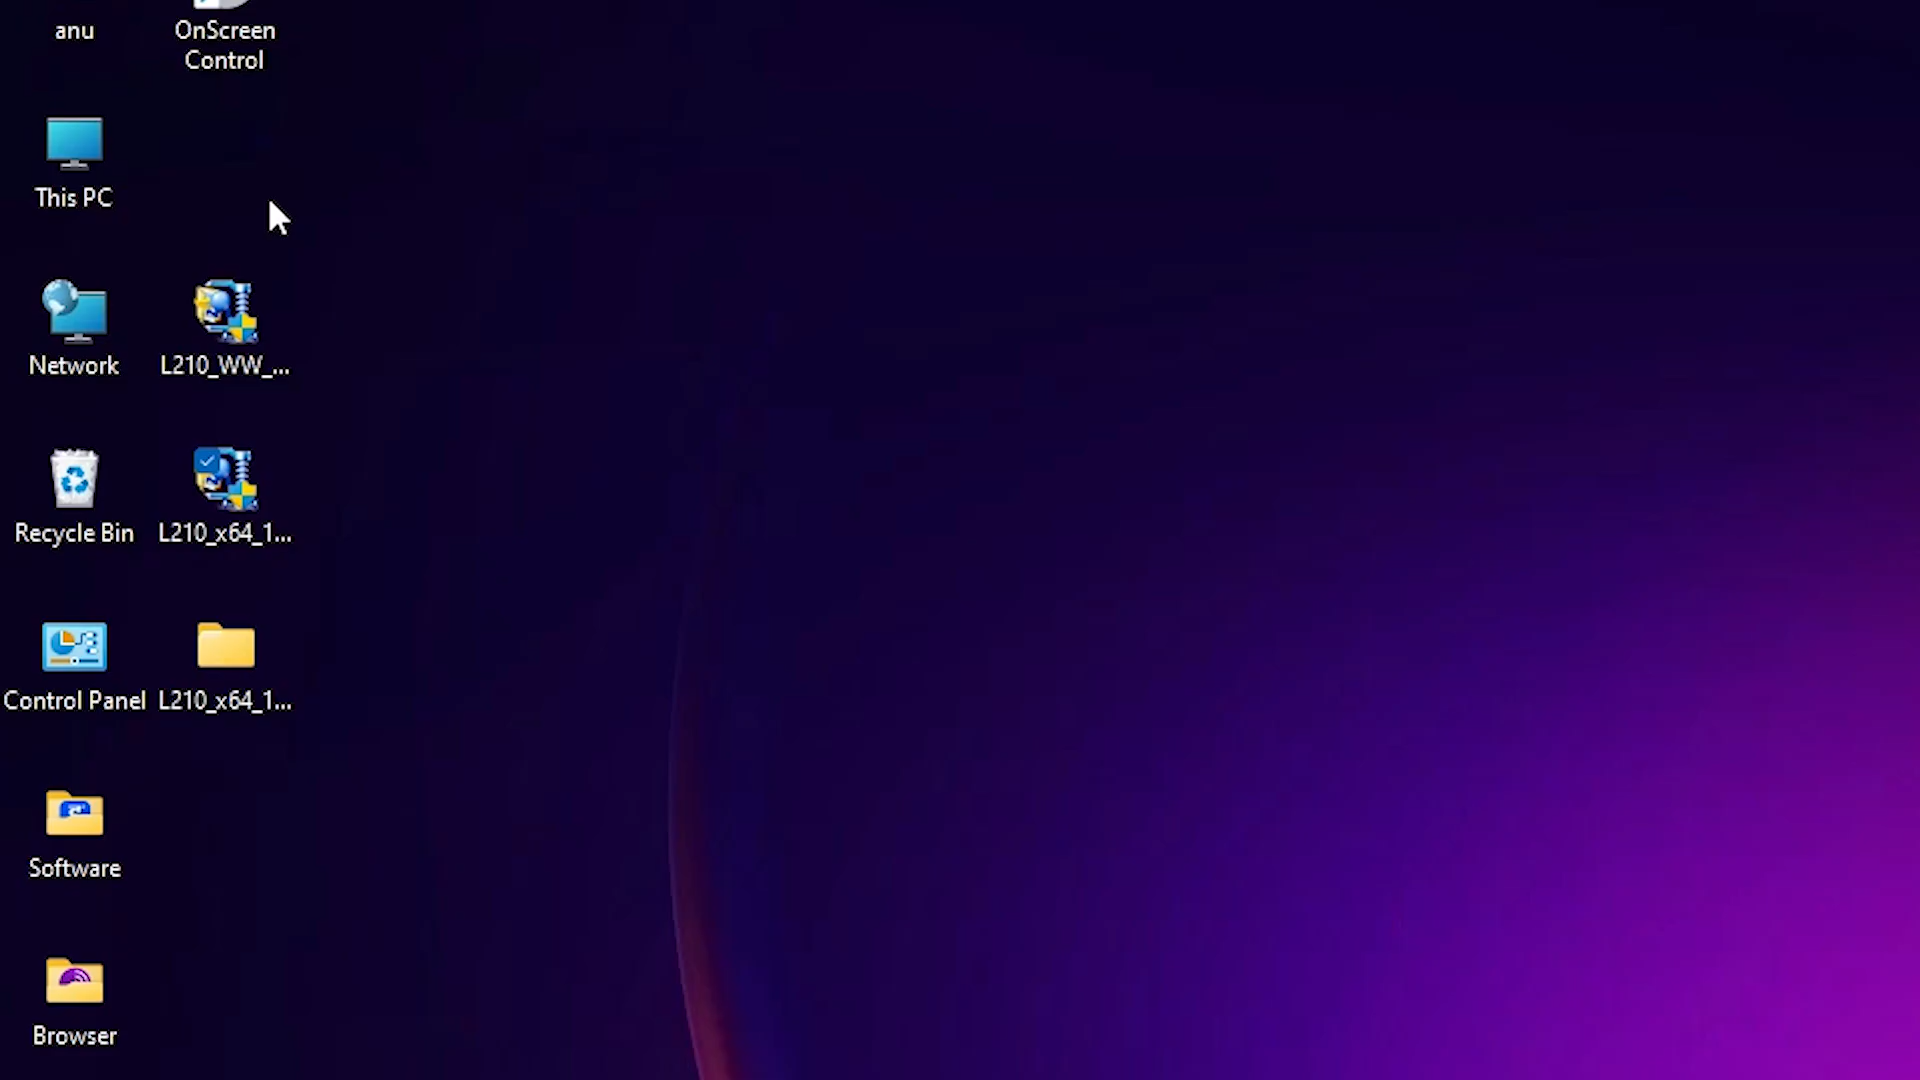 anu
OnScreen
Control
This PC
Network
L210_WW_...
Recycle Bin
L210_x64_1...
Control Panel
L210_x64_1...
Software
Browser